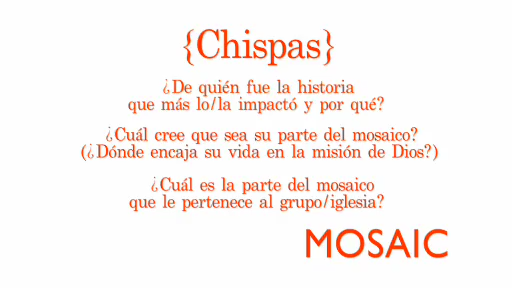 {Chispas}
¿De quién fue la historia
que más lo/la impactó y por qué?
¿Cuál cree que sea su parte del mosaico?
(¿Dónde encaja su vida en la misión de Dios?)
¿Cuál es la parte del mosaico
que le pertenece al grupo/iglesia?
MOSAIC